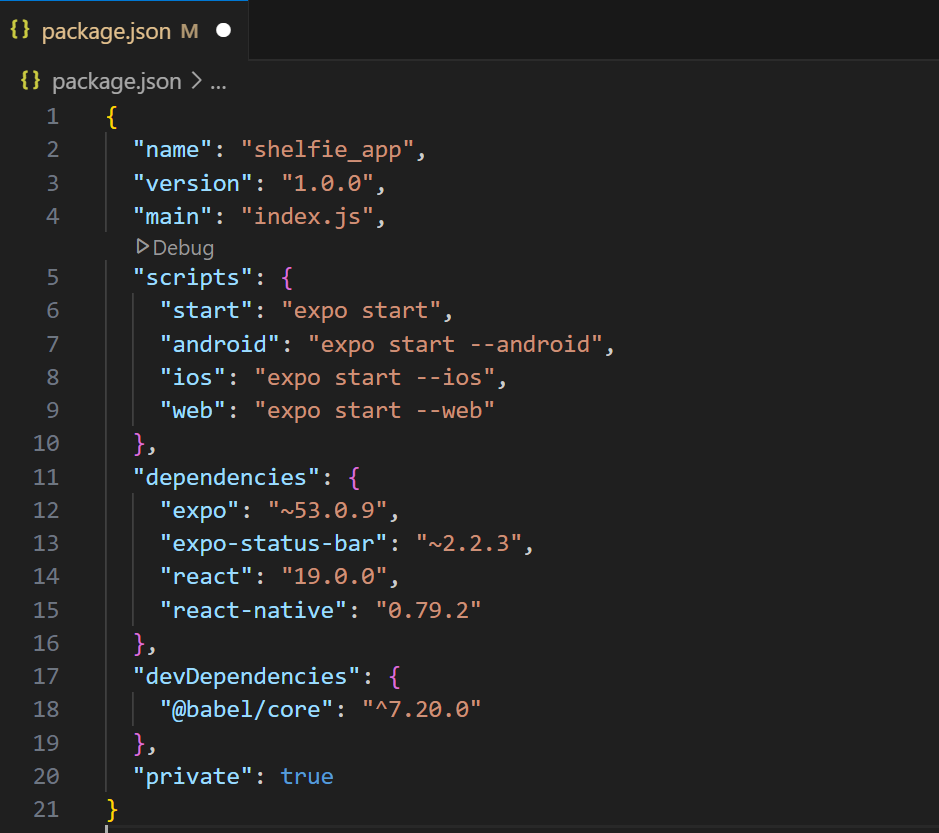 {} package.json M
{} package.json > ...
1 {
2 "name": "shelfie_app",
3 "version": "1.0.0",
4 "main": "index.js",
Debug
5 "scripts": {
6 "start": "expo start",
7 "android": "expo start --android",
8 "ios": "expo start --ios",
9 "web": "expo start --web"
10 },
11 "dependencies": {
12 "expo": "~53.0.9",
13 "expo-status-bar": "~2.2.3",
14 "react": "19.0.0",
15 "react-native": "0.79.2"
16 },
17 "devDependencies": {
18 "@babel/core": "^7.20.0"
19 },
20 "private": true
21 }